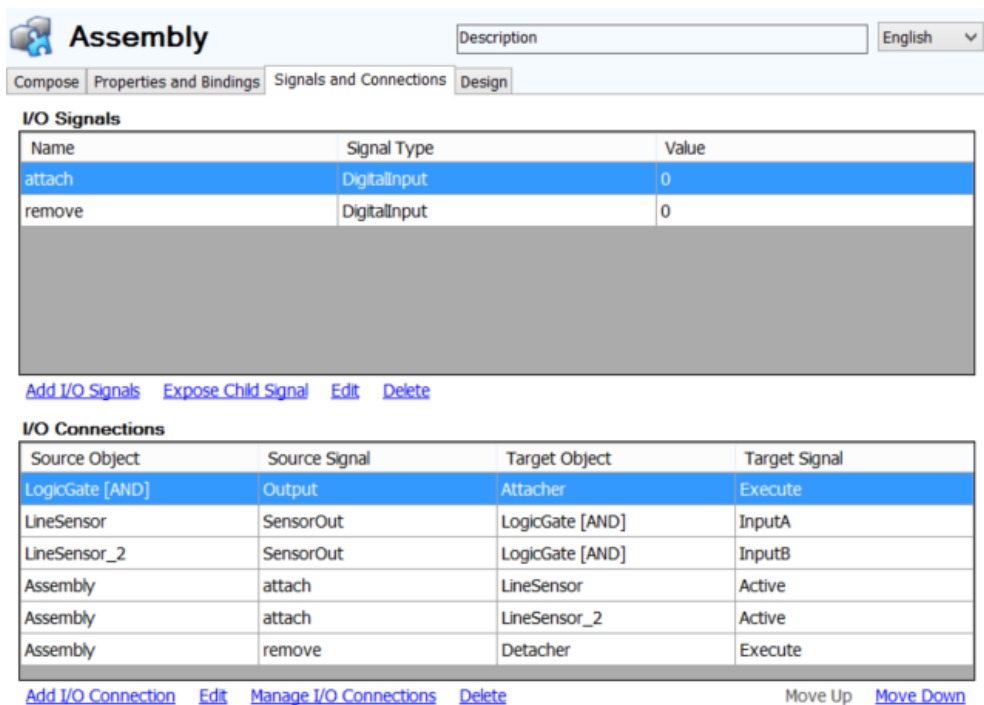 Assembly Description English
Compose Properties and Bindings Signals and Connections Design
I/O Signals
Name Signal Type Value
attach DigitalInput 0
remove DigitalInput 0
Add I/O Signals Expose Child Signal Edit Delete
I/O Connections
Source Object Source Signal Target Object Target Signal
LogicGate [AND] Output Attacher Execute
LineSensor SensorOut LogicGate [AND] InputA
LineSensor_2 SensorOut LogicGate [AND] InputB
Assembly attach LineSensor Active
Assembly attach LineSensor_2 Active
Assembly remove Detacher Execute
Add I/O Connection Edit Manage I/O Connections Delete Move Up Move Down